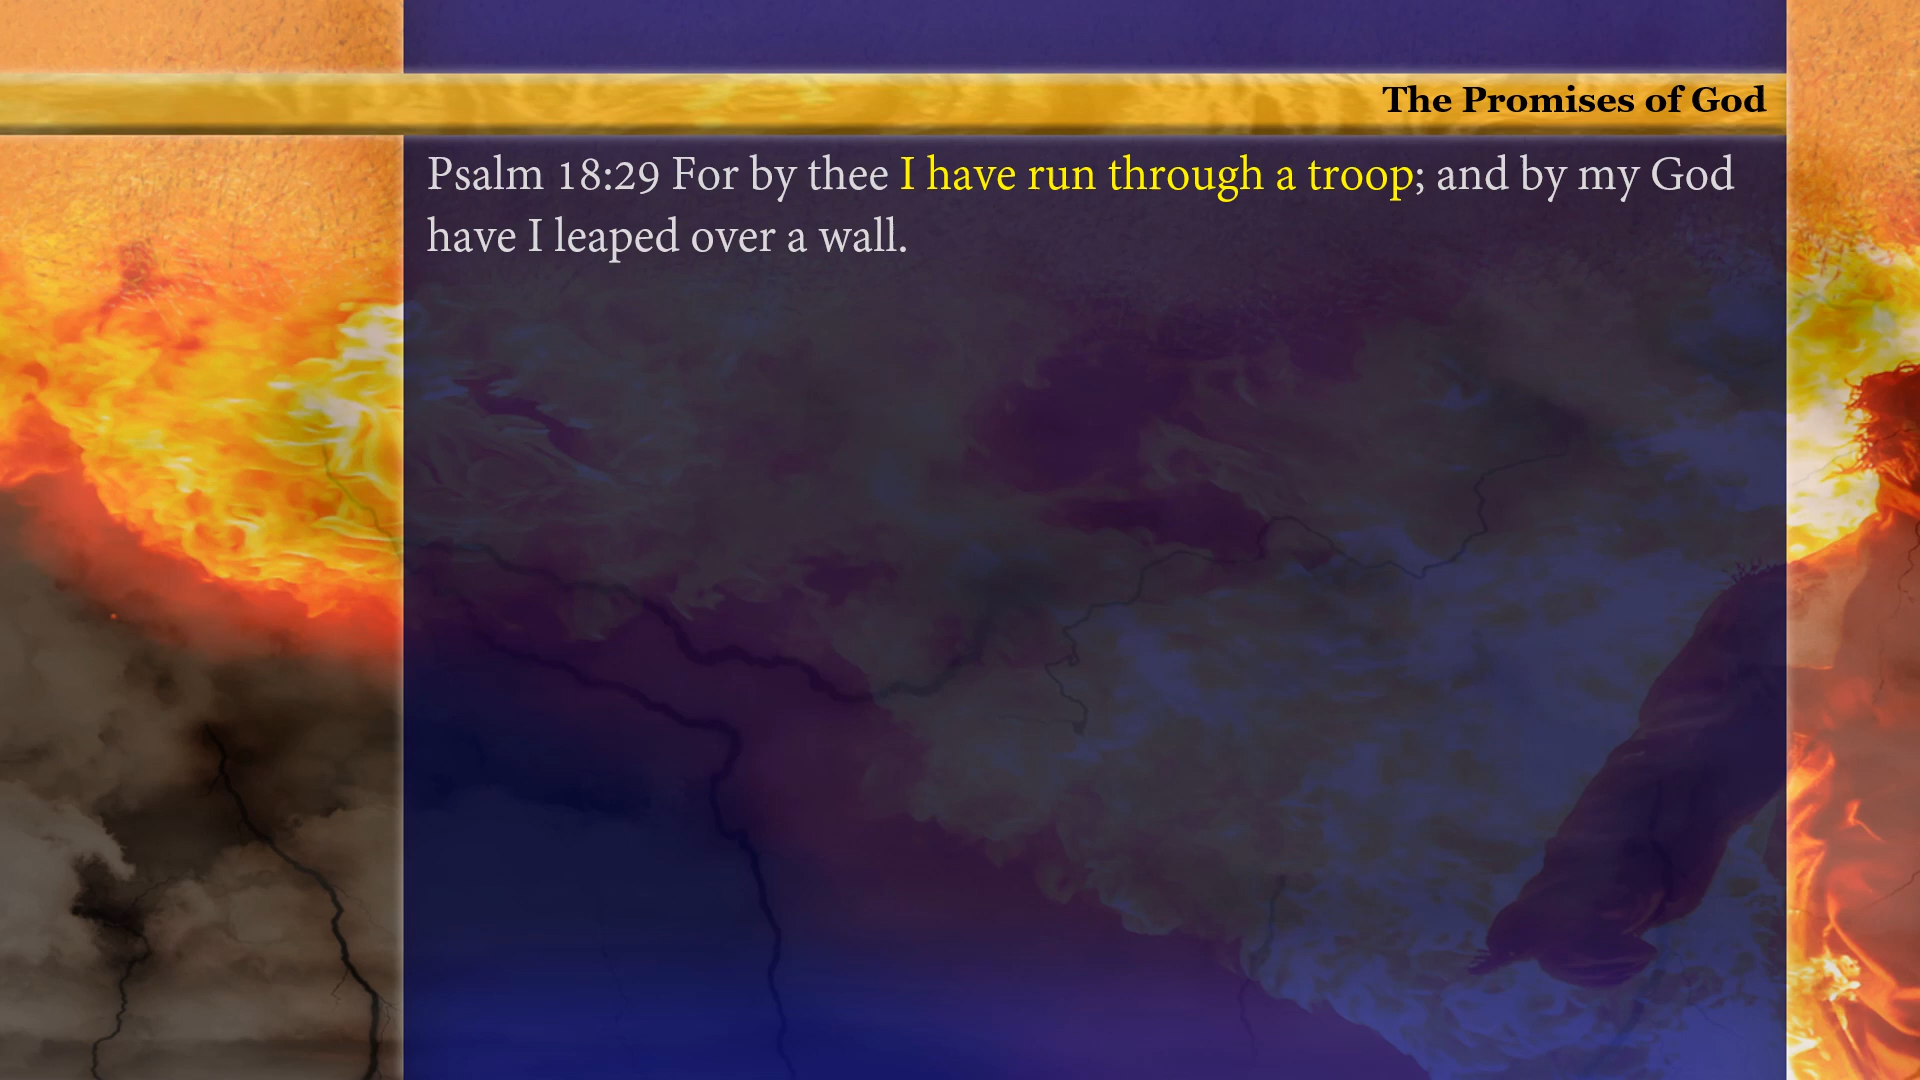 The Promises of God
Psalm 18:29 For by thee I have run through a troop; and by my God
have I leaped over a wall.